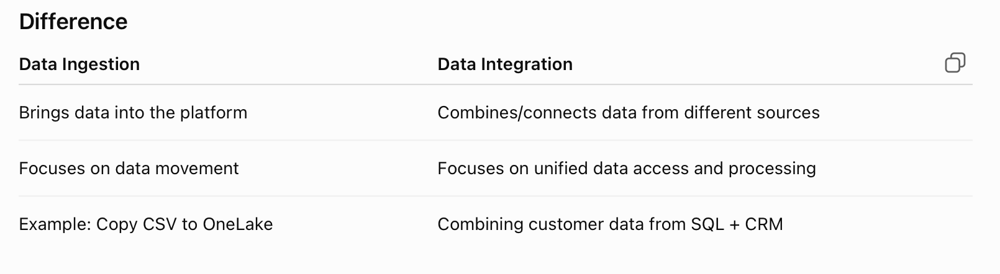 Difference
Data Ingestion
Data Integration
Brings data into the platform
Combines/connects data from different sources
Focuses on data movement
Focuses on unified data access and processing
Example: Copy CSV to OneLake
Combining customer data from SQL + CRM